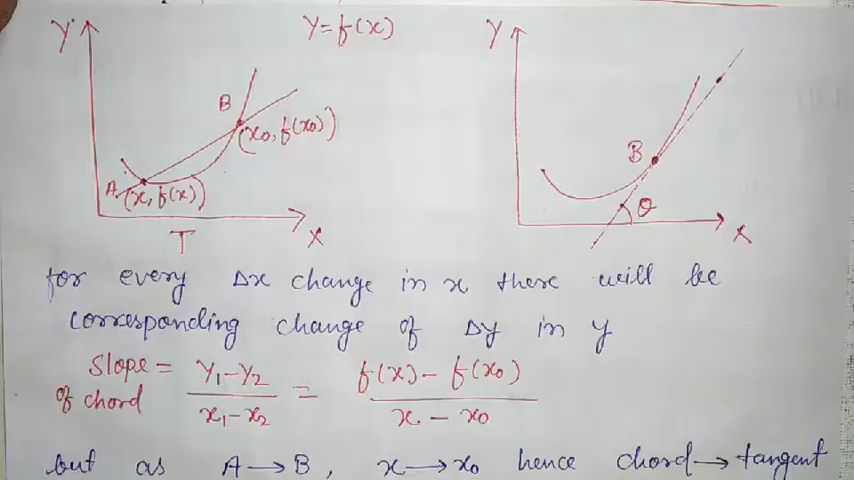 Y
Y = f(x)
B
(x0, f(x0))
A
(x, f(x))
T
X
Y
B
θ
X
for every Δx change in x there will be
corresponding change of Δy in y
Slope of chord = y1-y2 / x1-x2 = f(x) - f(x0) / x - x0
but as A→B, x→x0 hence chord→tangent